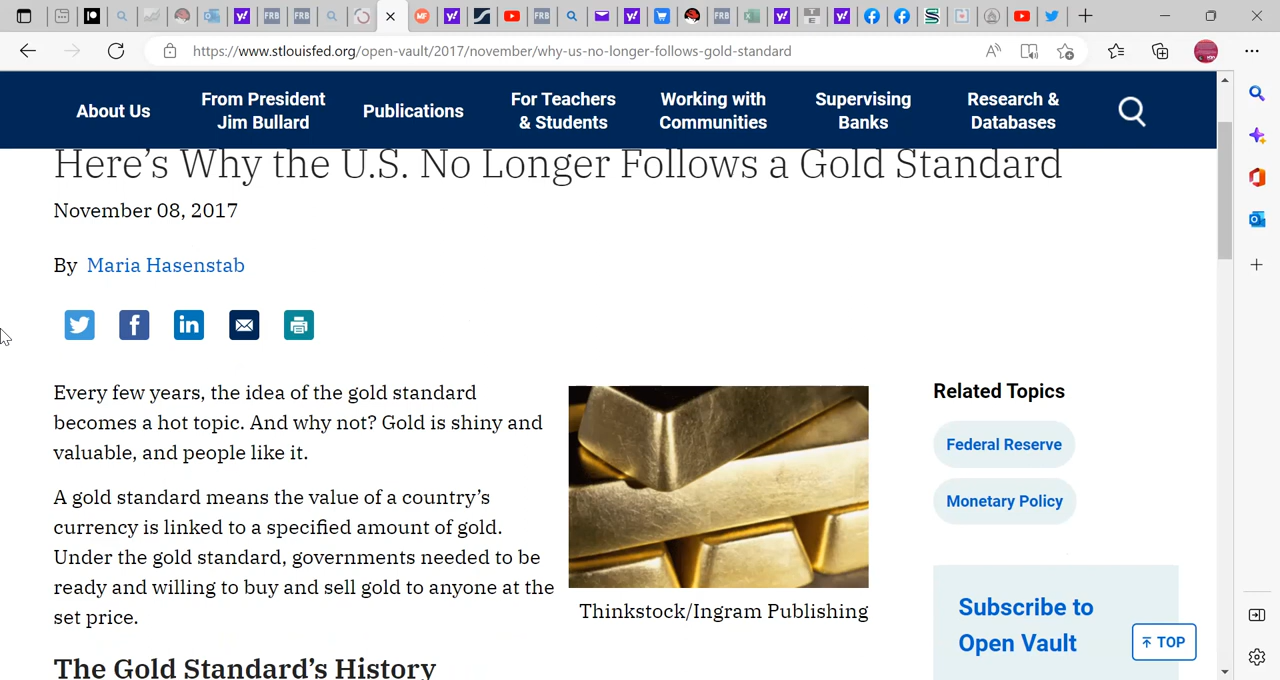 https://www.stlouisfed.org/open-vault/2017/november/why-us-no-longer-follows-gold-standard
About Us
From President
Jim Bullard
Publications
For Teachers
& Students
Working with
Communities
Supervising
Banks
Research &
Databases
Here’s Why the U.S. No Longer Follows a Gold Standard
November 08, 2017
By Maria Hasenstab
Every few years, the idea of the gold standard
becomes a hot topic. And why not? Gold is shiny and
valuable, and people like it.
A gold standard means the value of a country’s
currency is linked to a specified amount of gold.
Under the gold standard, governments needed to be
ready and willing to buy and sell gold to anyone at the
set price.
Thinkstock/Ingram Publishing
The Gold Standard’s History
Related Topics
Federal Reserve
Monetary Policy
Subscribe to
Open Vault
TOP